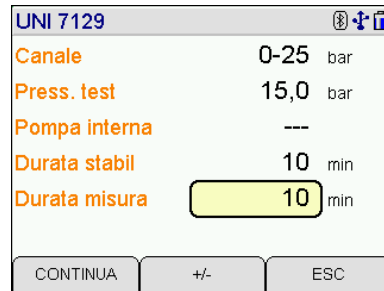 UNI 7129
Canale 0-25 bar
Press. test 15,0 bar
Pompa interna ---
Durata stabil 10 min
Durata misura 10 min
CONTINUA +/- ESC